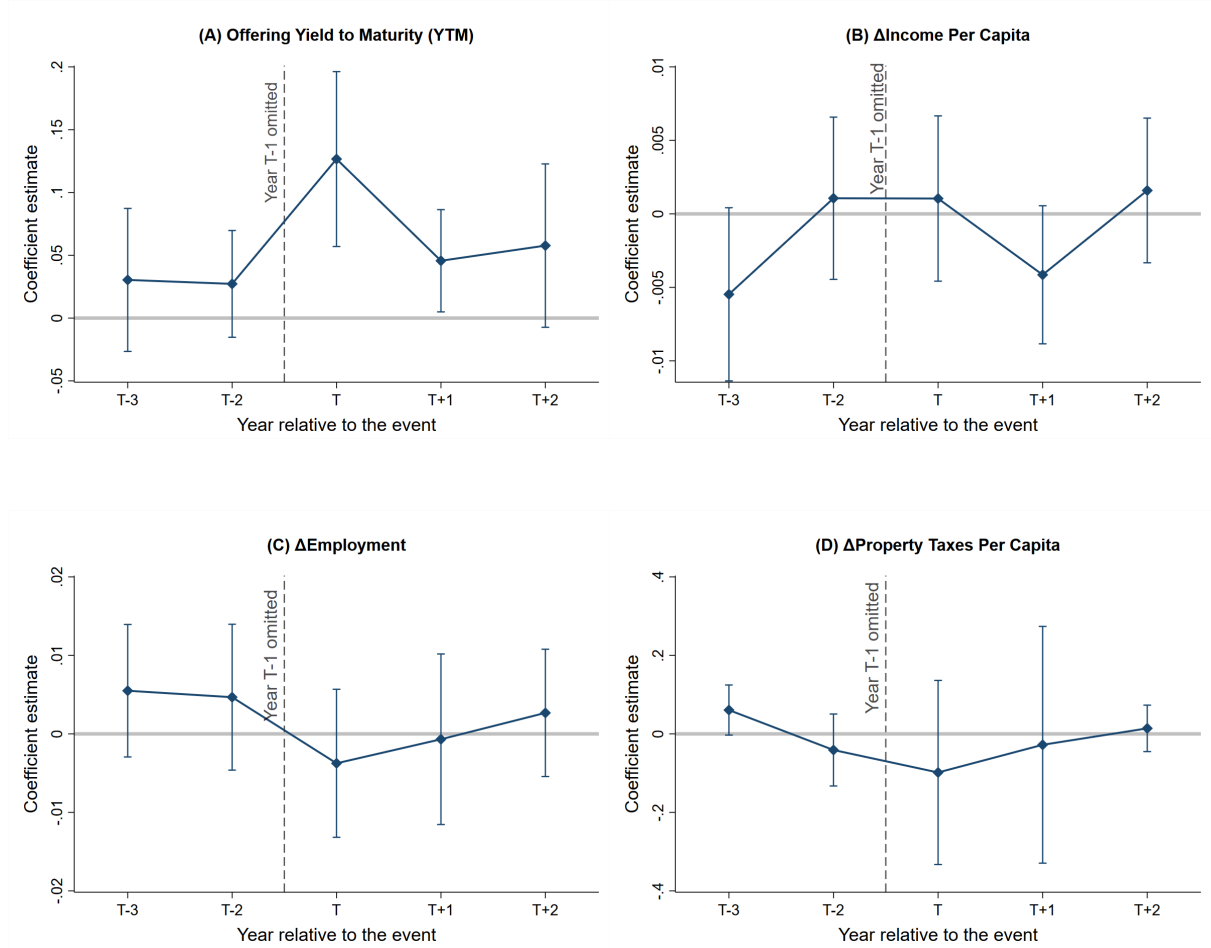 (A) Offering Yield to Maturity (YTM)
Coefficient estimate
.2
.15
.1
.05
0
-.05
Year T-1 omitted
T-3 T-2 T T+1 T+2
Year relative to the event
(B) ΔIncome Per Capita
Coefficient estimate
.01
.005
0
-.005
-.01
Year T-1 omitted
T-3 T-2 T T+1 T+2
Year relative to the event
(C) ΔEmployment
Coefficient estimate
.02
.01
0
-.01
-.02
Year T-1 omitted
T-3 T-2 T T+1 T+2
Year relative to the event
(D) ΔProperty Taxes Per Capita
Coefficient estimate
.4
.2
0
-.2
-.4
Year T-1 omitted
T-3 T-2 T T+1 T+2
Year relative to the event